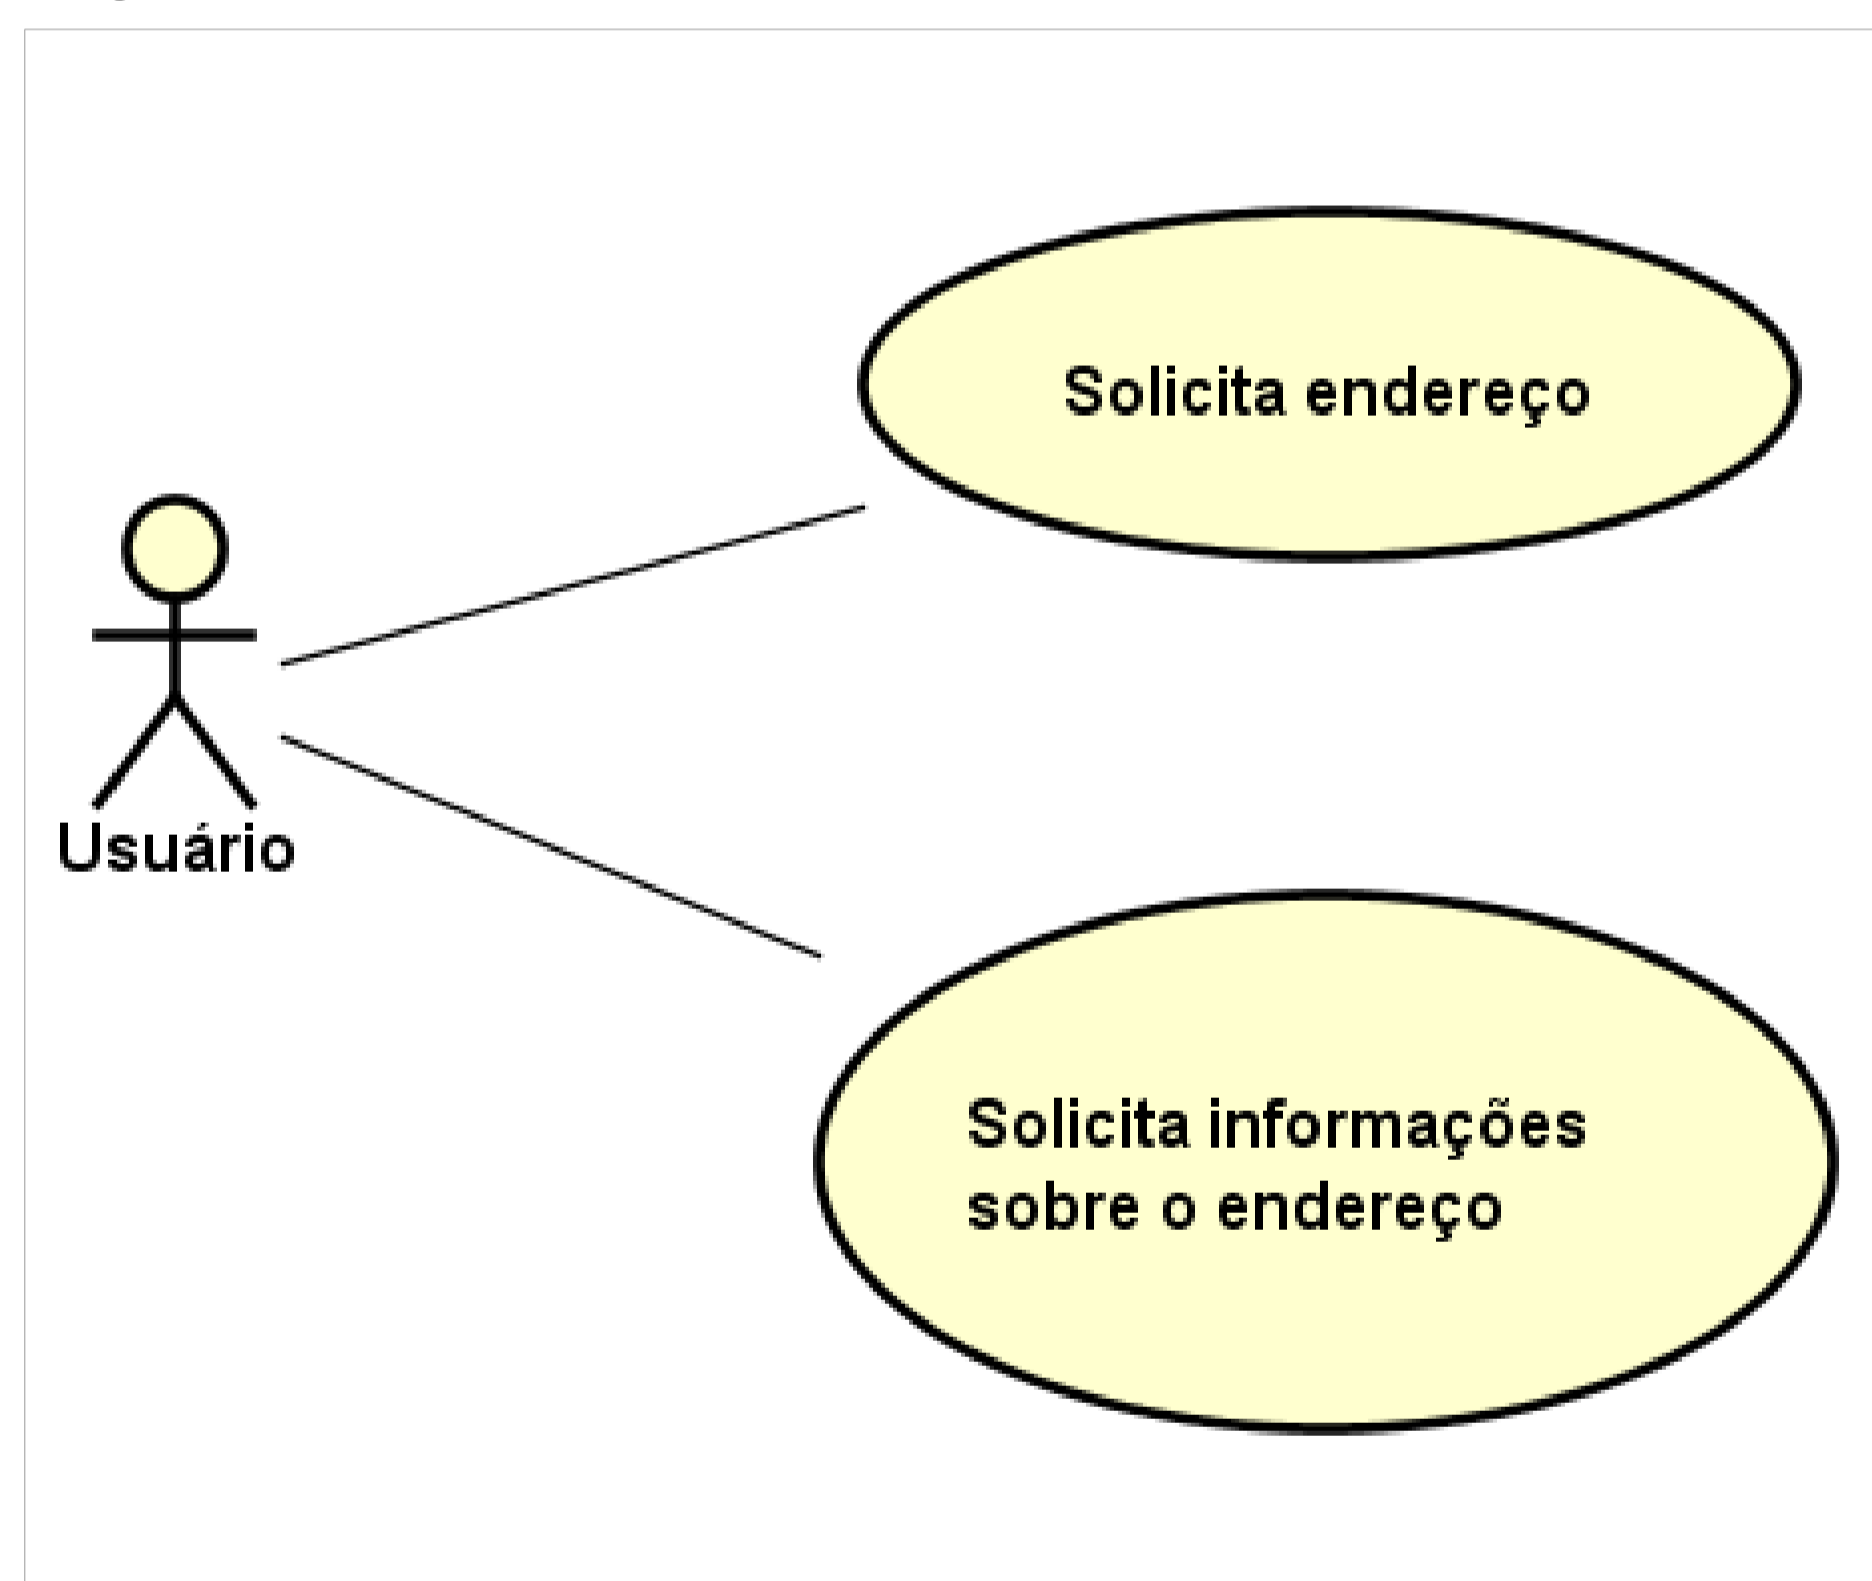 Solicita endereço
Usuário
Solicita informações
sobre o endereço